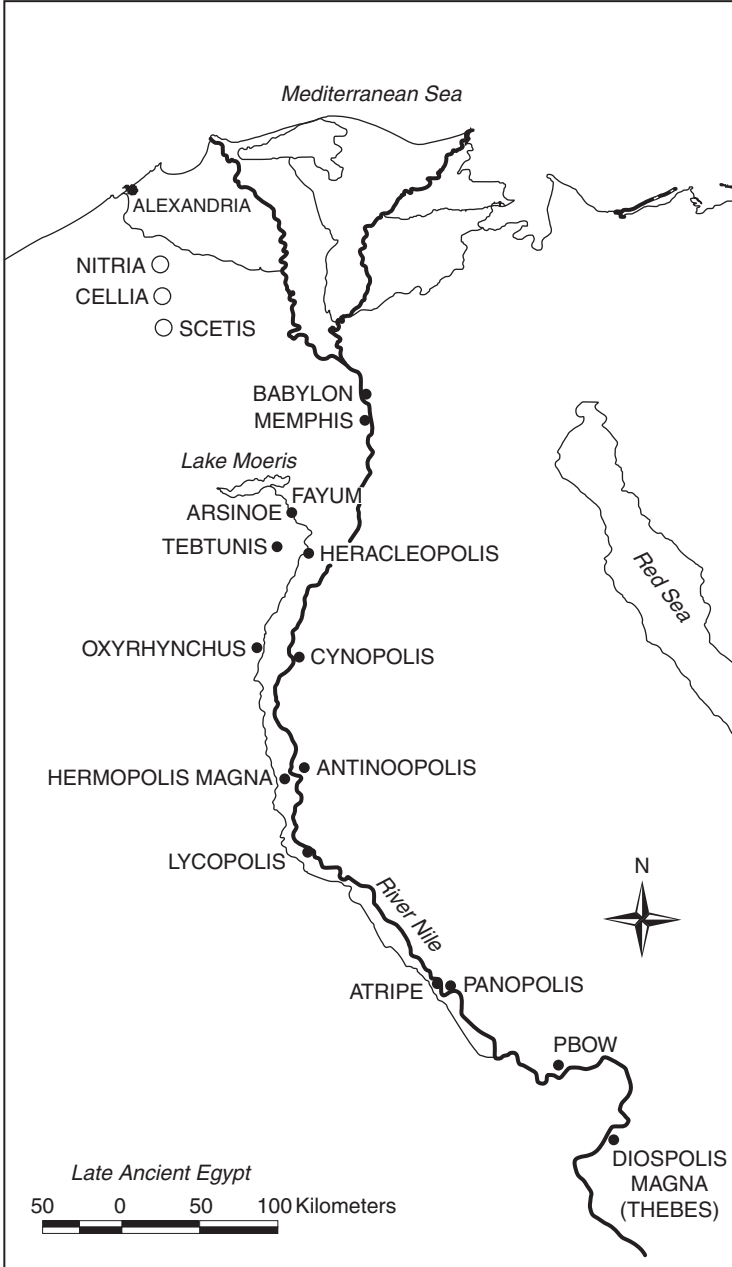 Mediterranean Sea
ALEXANDRIA
NITRIA
CELLIA
SCETIS
BABYLON
MEMPHIS
Lake Moeris
FAYUM
ARSINOE
TEBTUNIS
HERACLEOPOLIS
Red Sea
OXYRHYNCHUS
CYNOPOLIS
ANTINOOPOLIS
HERMOPOLIS MAGNA
LYCOPOLIS
N
River Nile
ATRIPE
PANOPOLIS
PBOW
DIOSPOLIS
MAGNA
(THEBES)
Late Ancient Egypt
50 0 50 100 Kilometers